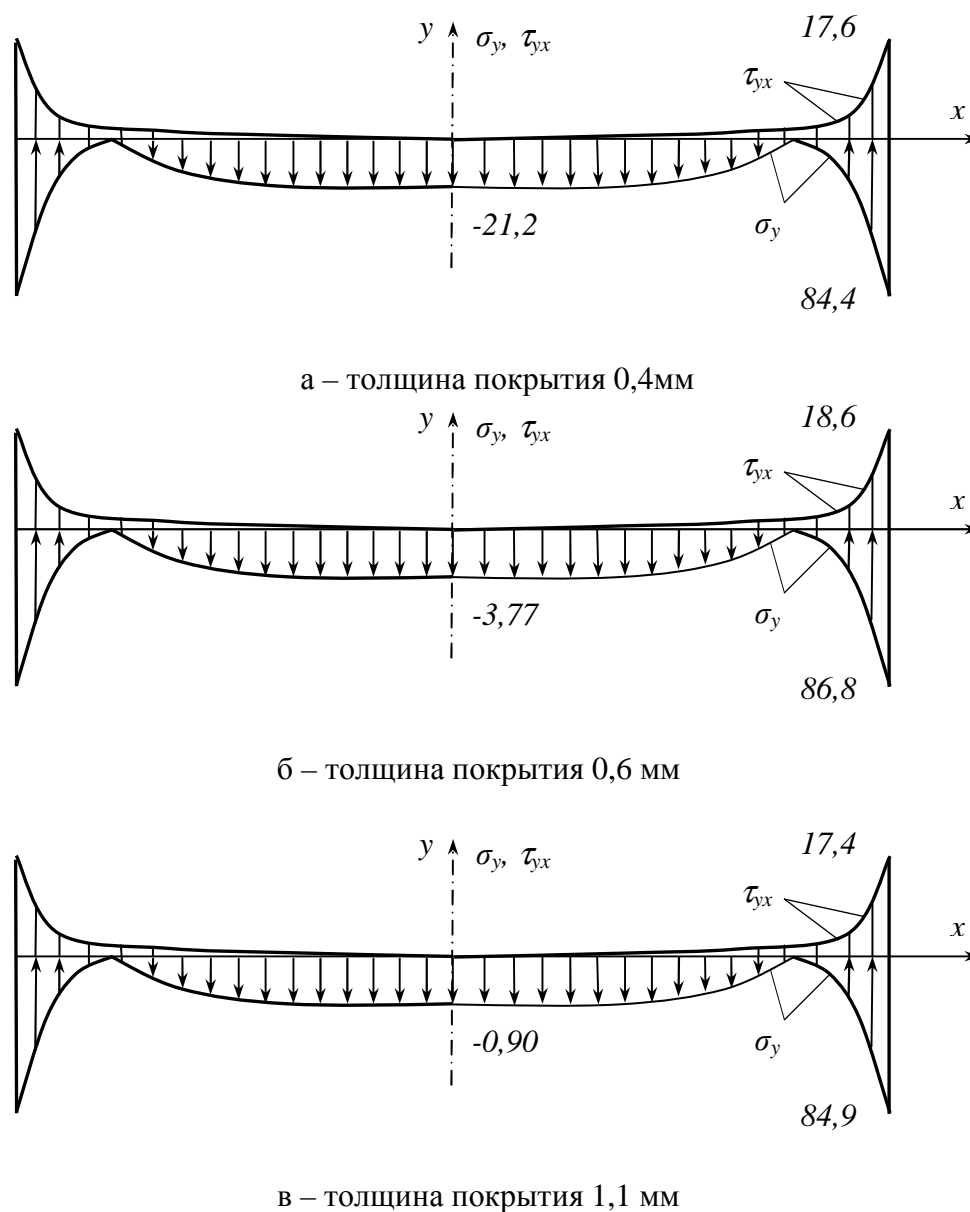 17,6
y σy, τyx
τyx
x
-21,2
σy
84,4
а – толщина покрытия 0,4мм
18,6
y σy, τyx
τyx
x
-3,77
σy
86,8
б – толщина покрытия 0,6 мм
17,4
y σy, τyx
τyx
x
-0,90
σy
84,9
в – толщина покрытия 1,1 мм